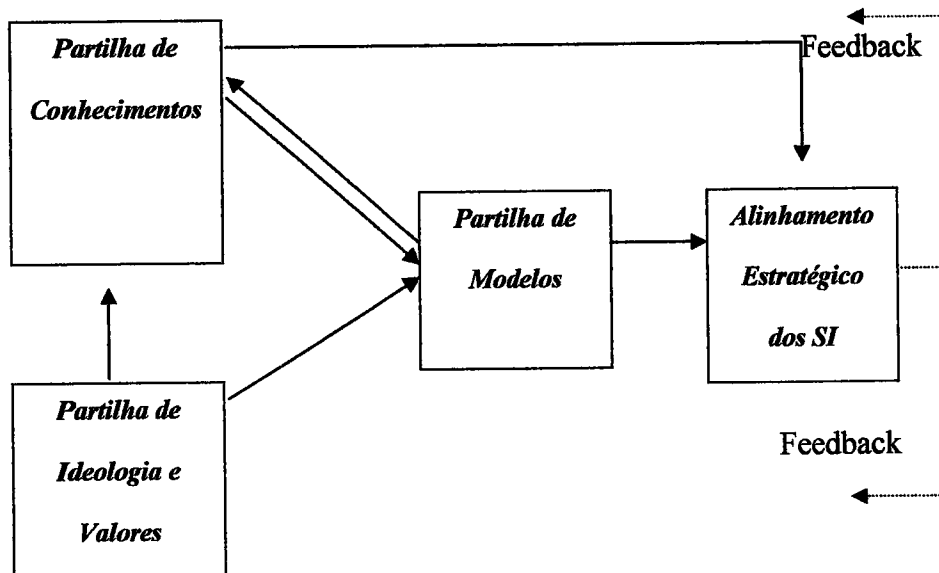 Partilha de
Conhecimentos
Feedback
Partilha de
Modelos
Alinhamento
Estratégico
dos SI
Partilha de
Ideologia e
Valores
Feedback